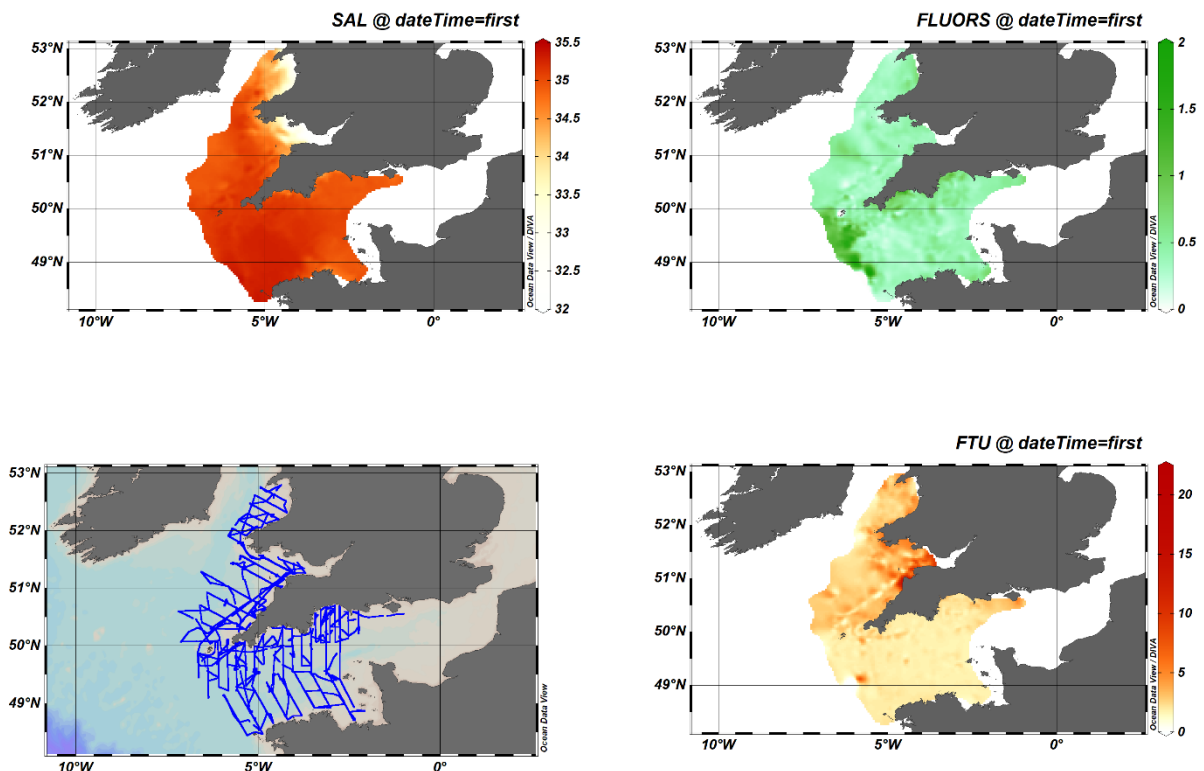 SAL @ dateTime=first
53°N
52°N
51°N
50°N
49°N
10°W
5°W
0°
35.5
35
34.5
34
33.5
33
32.5
32
Ocean Data View / DIVA
FLUORS @ dateTime=first
53°N
52°N
51°N
50°N
49°N
10°W
5°W
0°
2
1.5
1
0.5
0
Ocean Data View / DIVA
53°N
52°N
51°N
50°N
49°N
48°N
10°W
5°W
0°
Ocean Data View
FTU @ dateTime=first
53°N
52°N
51°N
50°N
49°N
10°W
5°W
0°
20
15
10
5
0
Ocean Data View / DIVA